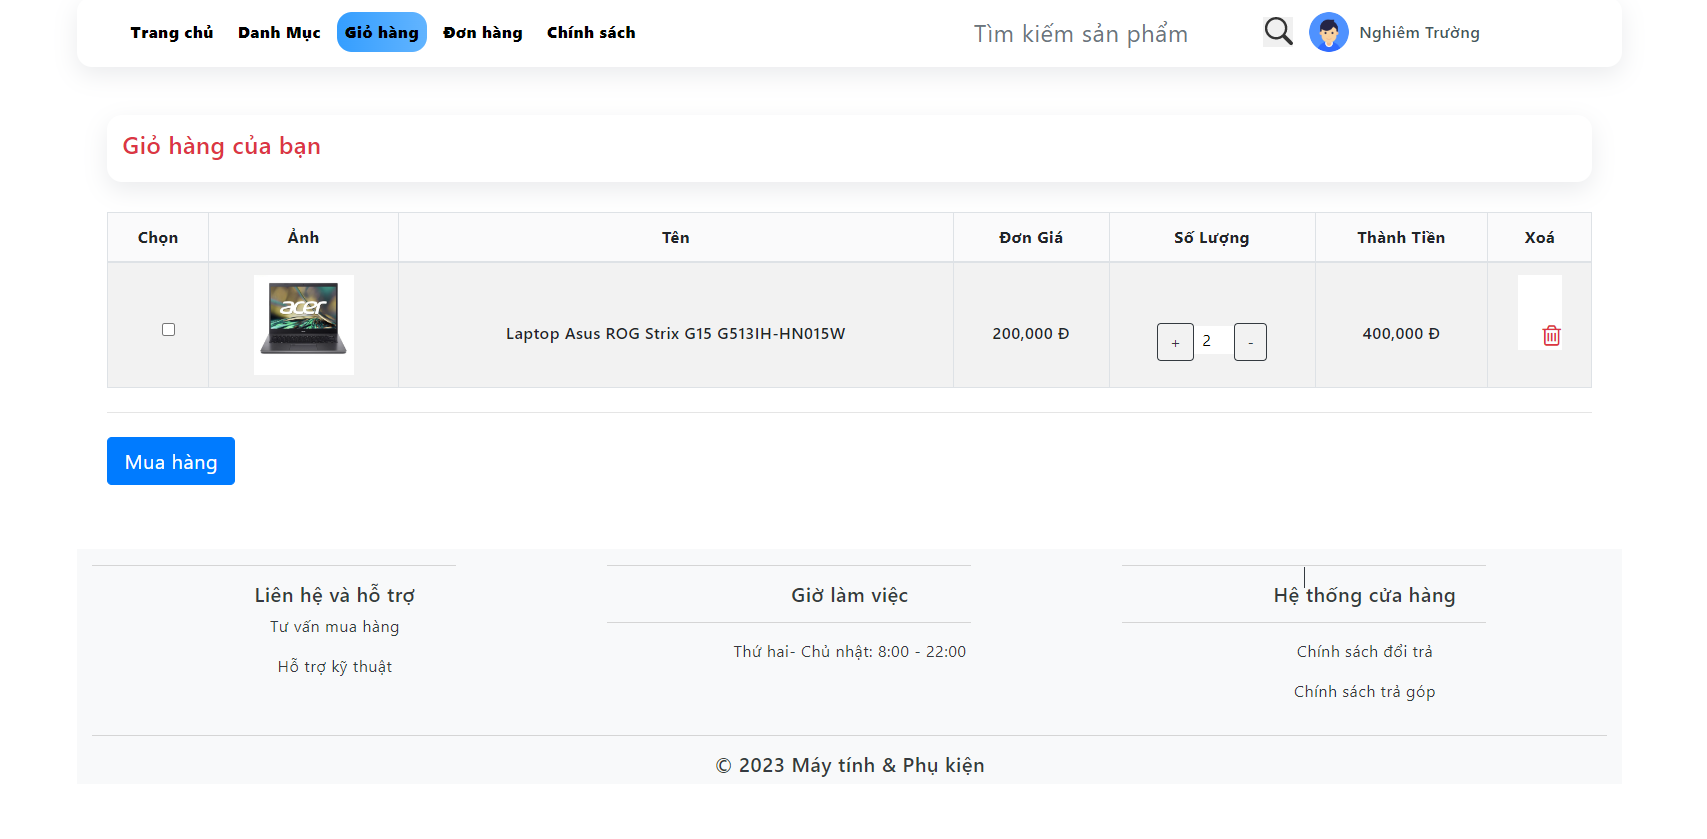 Trang chủ Danh Mục Giỏ hàng Đơn hàng Chính sách Tìm kiếm sản phẩm Nghiêm Trường
Giỏ hàng của bạn
Chọn Ảnh Tên Đơn Giá Số Lượng Thành Tiền Xoá
acer
Laptop Asus ROG Strix G15 G513IH-HN015W 200,000 Đ + 2 - 400,000 Đ
Mua hàng
Liên hệ và hỗ trợ
Tư vấn mua hàng
Hỗ trợ kỹ thuật
Giờ làm việc
Thứ hai- Chủ nhật: 8:00 - 22:00
Hệ thống cửa hàng
Chính sách đổi trả
Chính sách trả góp
© 2023 Máy tính & Phụ kiện